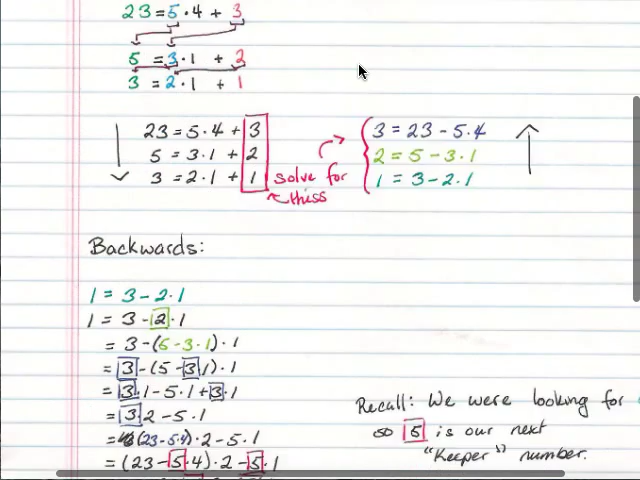 23 = 5 · 4 + 3
5 = 3 · 1 + 2
3 = 2 · 1 + 1
23 = 5 · 4 + 3
5 = 3 · 1 + 2
3 = 2 · 1 + 1
solve for
thiss
3 = 23 - 5 · 4
2 = 5 - 3 · 1
1 = 3 - 2 · 1
Backwards:
1 = 3 - 2 · 1
1 = 3 - 2 · 1
= 3 - (5 - 3 · 1) · 1
= 3 - (5 - 3 · 1) · 1
= 3 · 1 - 5 · 1 + 3 · 1
= 3 · 2 - 5 · 1
= (23 - 5 · 4) · 2 - 5 · 1
= (23 - 5 · 4) · 2 - 5 · 1
Recall: We were looking for
so 5 is our next
"Keeper" number.